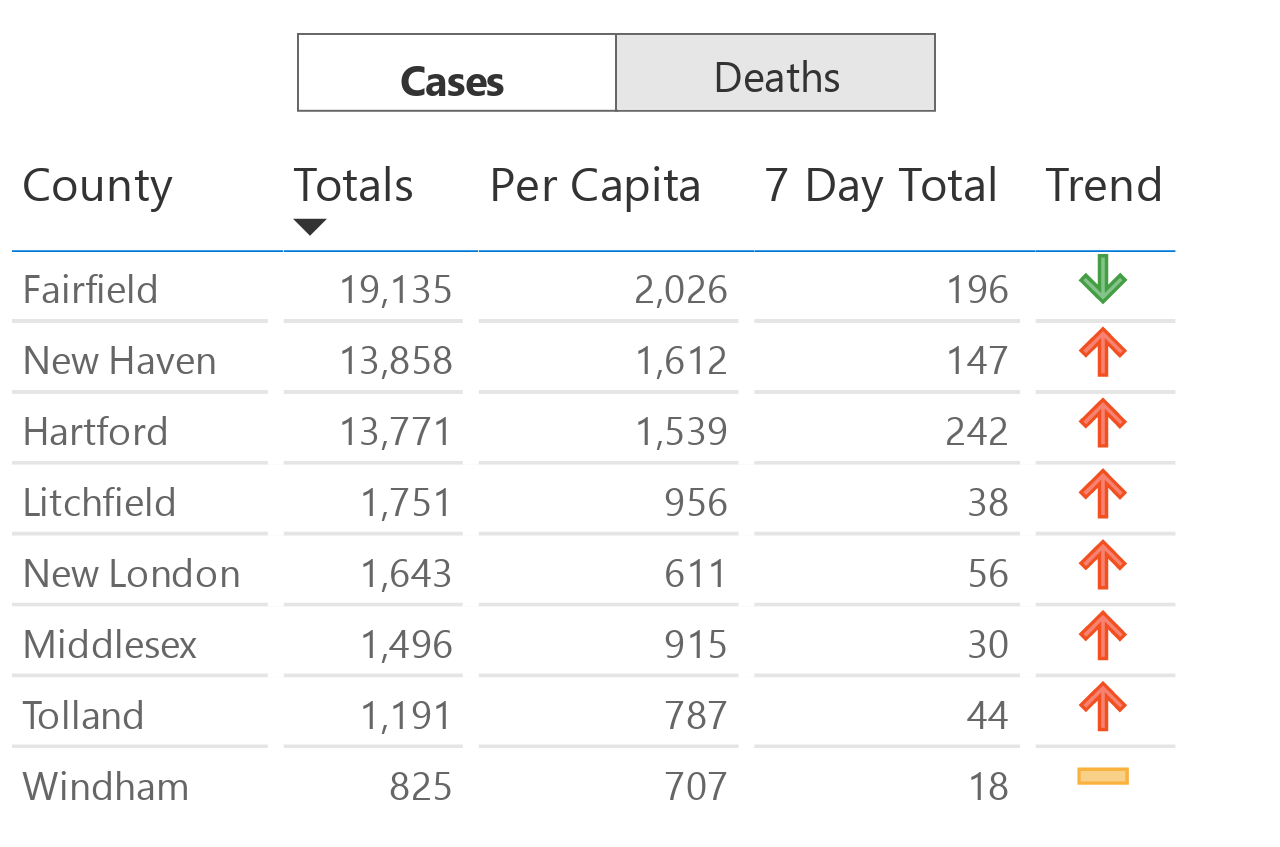 Cases Deaths
County Totals Per Capita 7 Day Total Trend
Fairfield 19,135 2,026 196
New Haven 13,858 1,612 147
Hartford 13,771 1,539 242
Litchfield 1,751 956 38
New London 1,643 611 56
Middlesex 1,496 915 30
Tolland 1,191 787 44
Windham 825 707 18